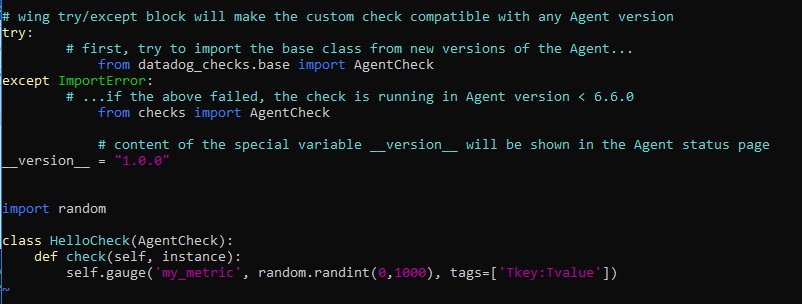 # wing try/except block will make the custom check compatible with any Agent version
try:
        # first, try to import the base class from new versions of the Agent...
            from datadog_checks.base import AgentCheck
except ImportError:
        # ...if the above failed, the check is running in Agent version < 6.6.0
            from checks import AgentCheck

            # content of the special variable __version__ will be shown in the Agent status page
__version__ = "1.0.0"


import random

class HelloCheck(AgentCheck):
    def check(self, instance):
        self.gauge('my_metric', random.randint(0,1000), tags=['Tkey:Tvalue'])
~